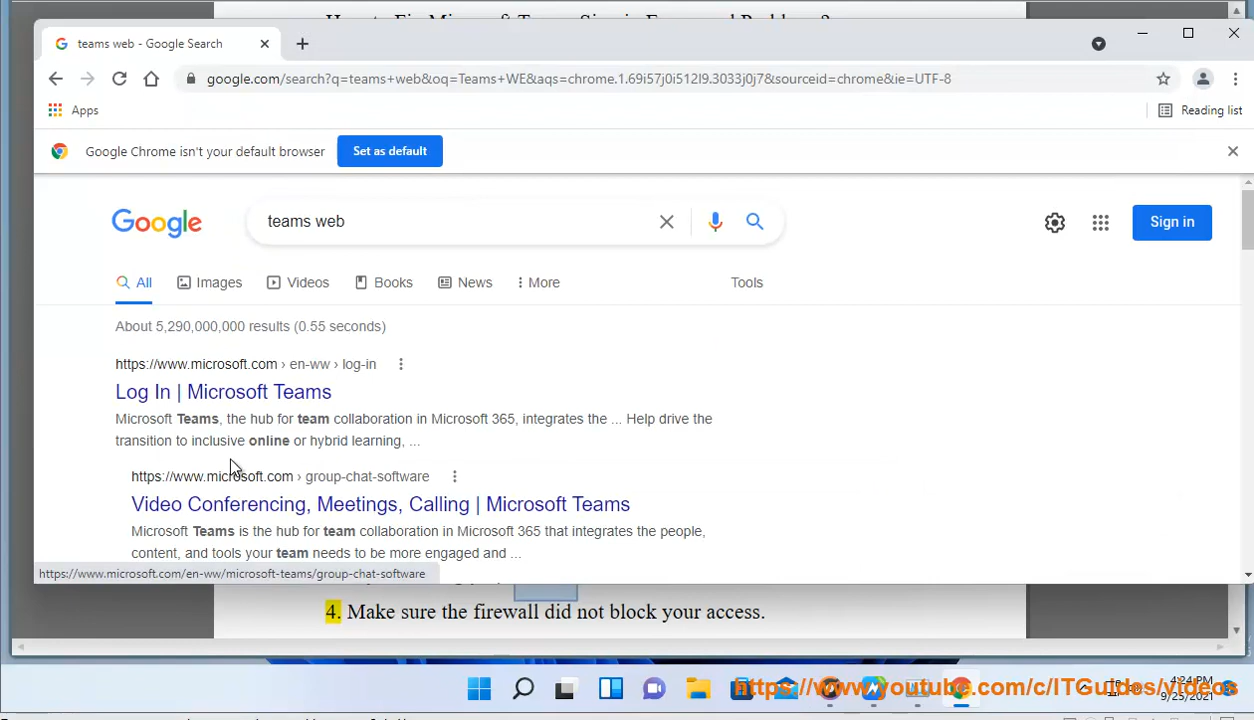 teams web - Google Search
google.com/search?q=teams+web&oq=Teams+WE&aqs=chrome.1.69i57j0i512l9.3033j0j7&sourceid=chrome&ie=UTF-8
Apps
Reading list
Google Chrome isn't your default browser
Set as default
Google
teams web
Sign in
All
Images
Videos
Books
News
More
Tools
About 5,290,000,000 results (0.55 seconds)
https://www.microsoft.com › en-ww › log-in
Log In | Microsoft Teams
Microsoft Teams, the hub for team collaboration in Microsoft 365, integrates the ... Help drive the
transition to inclusive online or hybrid learning, ...
https://www.microsoft.com › group-chat-software
Video Conferencing, Meetings, Calling | Microsoft Teams
Microsoft Teams is the hub for team collaboration in Microsoft 365 that integrates the people,
content, and tools your team needs to be more engaged and ...
https://www.microsoft.com/en-ww/microsoft-teams/group-chat-software
4. Make sure the firewall did not block your access.
https://www.youtube.com/c/ITGuides/videos
4:24 PM
9/25/2021